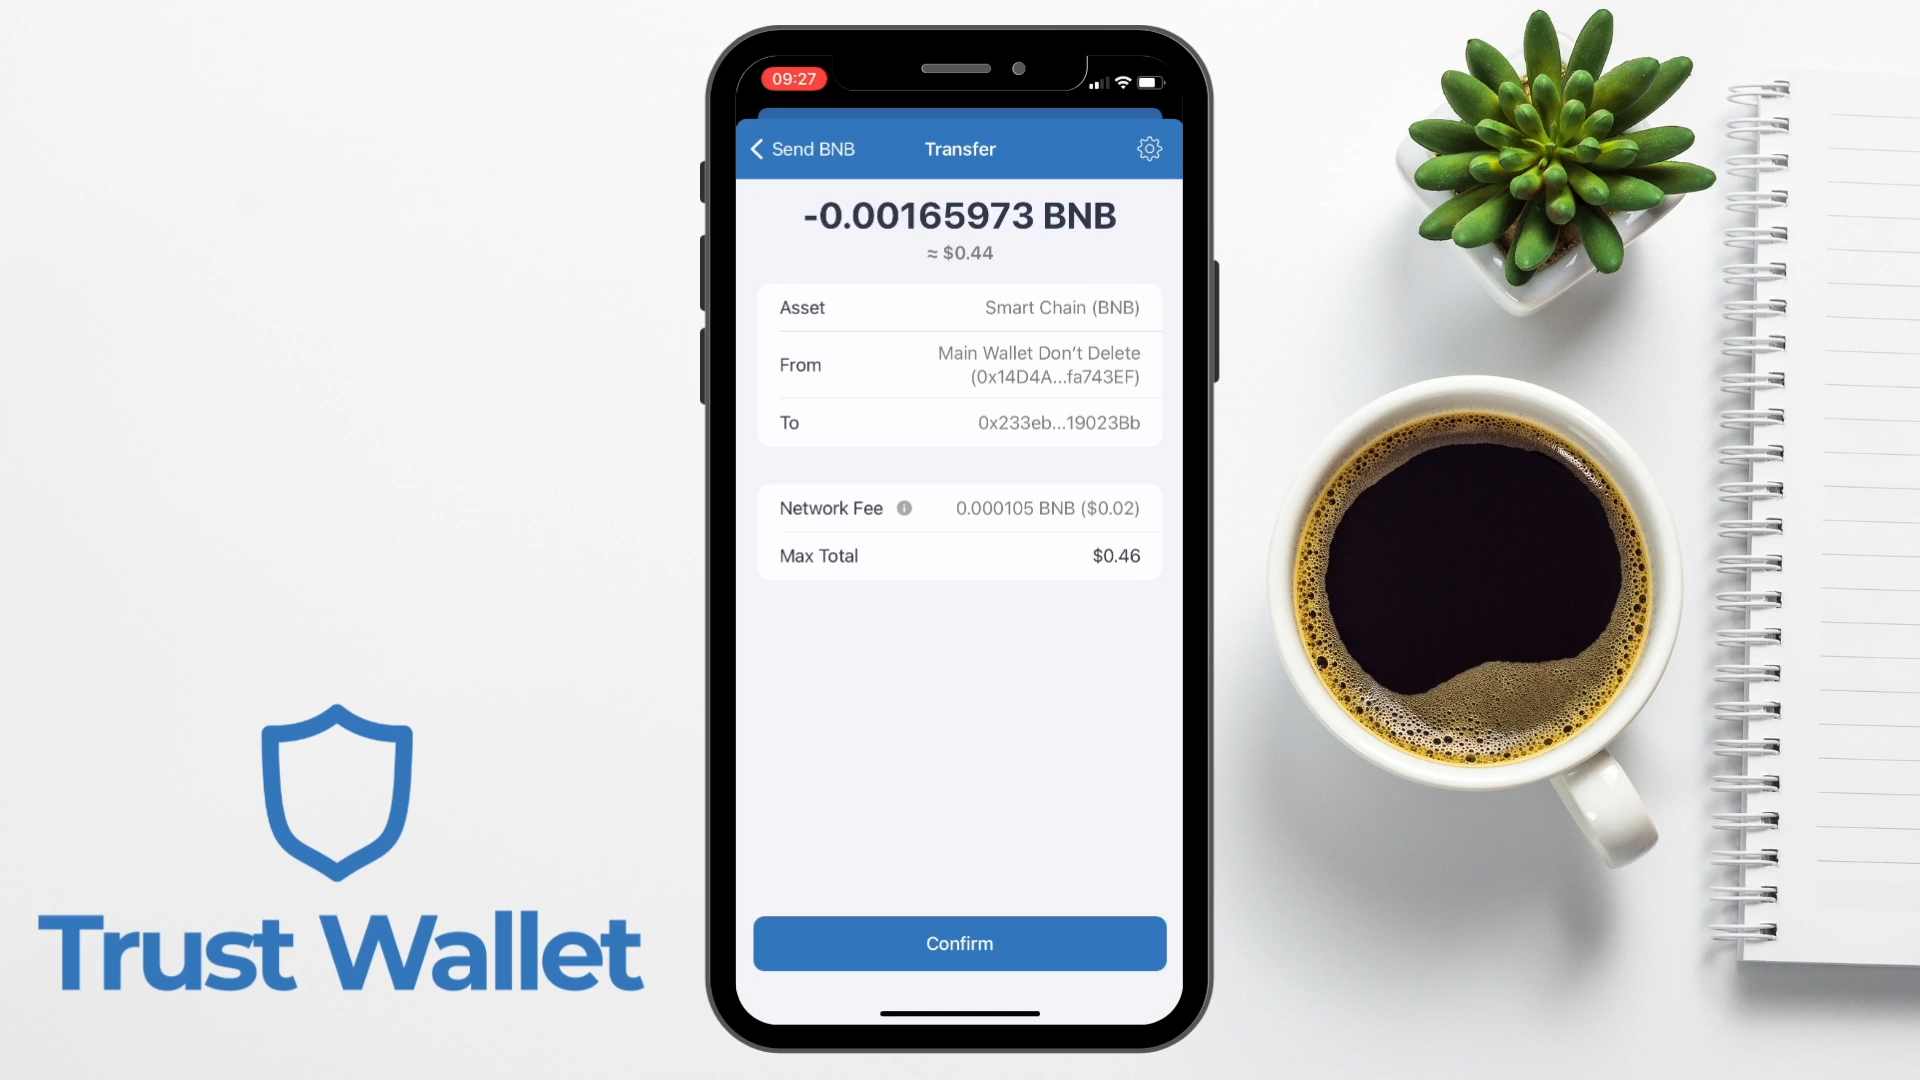 09:27
Send BNB
Transfer
-0.00165973 BNB
≈ $0.44
Asset
Smart Chain (BNB)
From
Main Wallet Don't Delete
(0x14D4A...fa743EF)
To
0x233eb...19023Bb
Network Fee
0.000105 BNB ($0.02)
Max Total
$0.46
Confirm
Trust Wallet